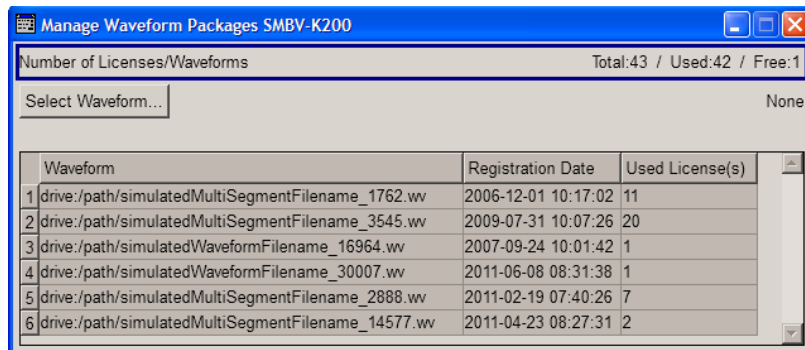 Manage Waveform Packages SMBV-K200
Number of Licenses/Waveforms Total:43 / Used:42 / Free:1
Select Waveform... None
Waveform Registration Date Used License(s)
1 drive:/path/simulatedMultiSegmentFilename_1762.wv 2006-12-01 10:17:02 11
2 drive:/path/simulatedMultiSegmentFilename_3545.wv 2009-07-31 10:07:26 20
3 drive:/path/simulatedWaveformFilename_16964.wv 2007-09-24 10:01:42 1
4 drive:/path/simulatedWaveformFilename_30007.wv 2011-06-08 08:31:38 1
5 drive:/path/simulatedMultiSegmentFilename_2888.wv 2011-02-19 07:40:26 7
6 drive:/path/simulatedMultiSegmentFilename_14577.wv 2011-04-23 08:27:31 2